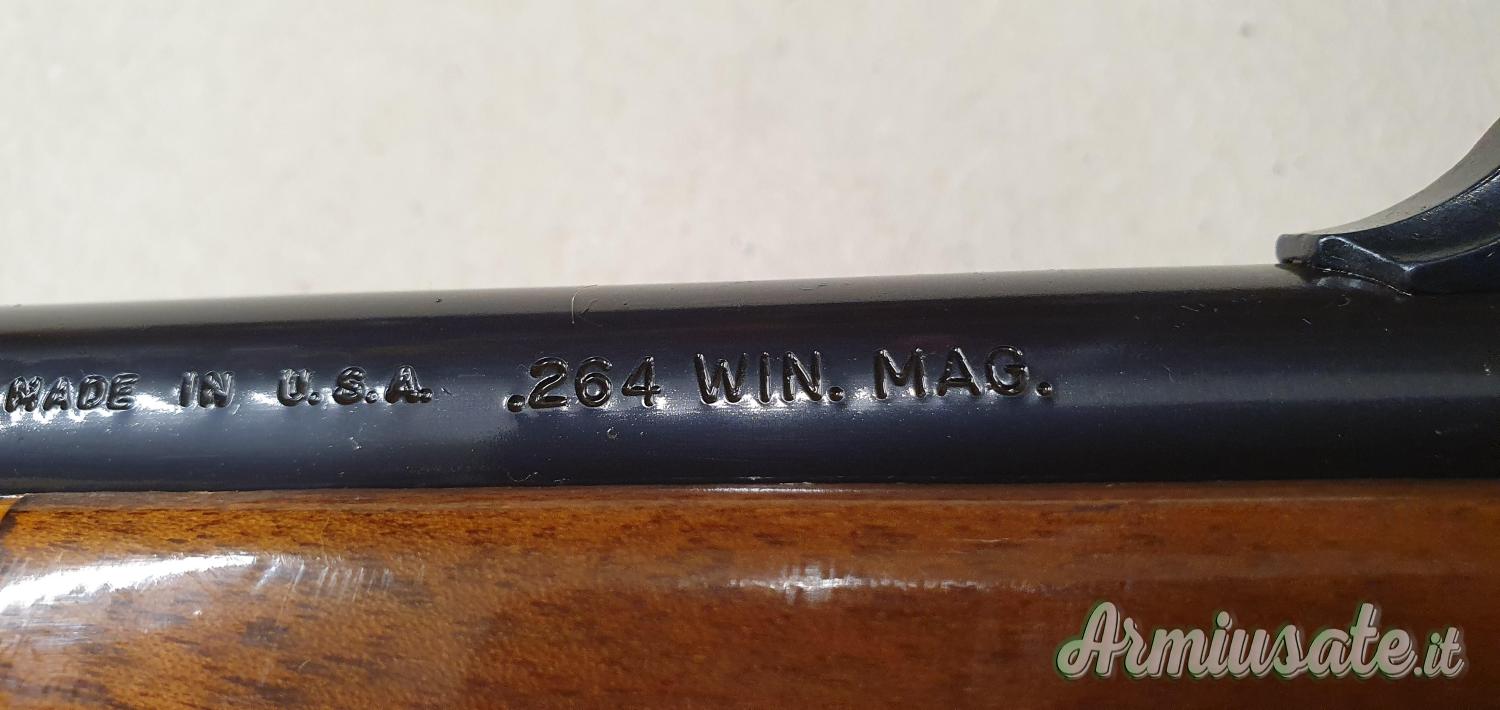 MADE IN U.S.A. .264 WIN. MAG.
Armiusate.it